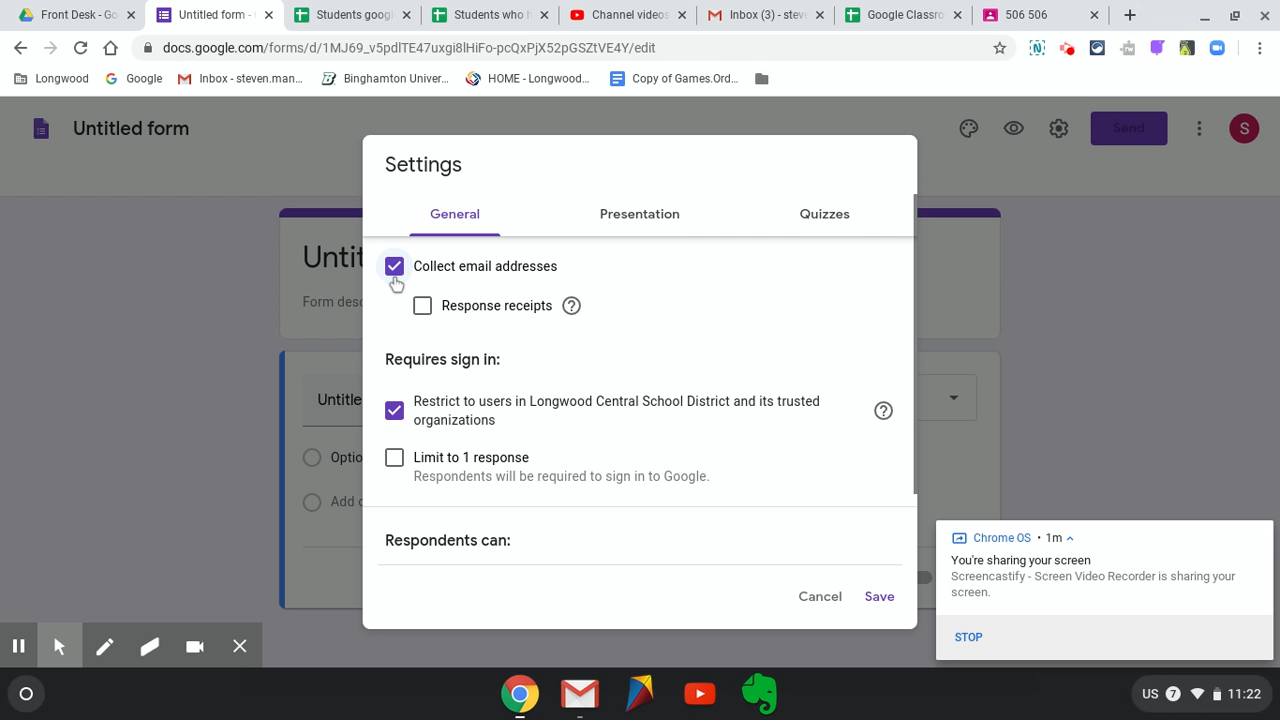 Front Desk - Go
Untitled form -
Students googl
Students who h
Channel videos
Inbox (3) - steve
Google Classro
506 506
docs.google.com/forms/d/1MJ69_v5pdlTE47uxgi8lHiFo-pcQxPjX52pGSZtVE4Y/edit
Longwood
Google
Inbox - steven.man...
Binghamton Univer...
HOME - Longwood...
Copy of Games.Ord...
Untitled form
Send
S
Settings
General
Presentation
Quizzes
Untit
Form desc
Collect email addresses
Response receipts
Requires sign in:
Restrict to users in Longwood Central School District and its trusted
organizations
Untitle
Optio
Limit to 1 response
Respondents will be required to sign in to Google.
Add o
Respondents can:
Cancel
Save
Chrome OS • 1m
You're sharing your screen
Screencastify - Screen Video Recorder is sharing your
screen.
STOP
US 7 11:22